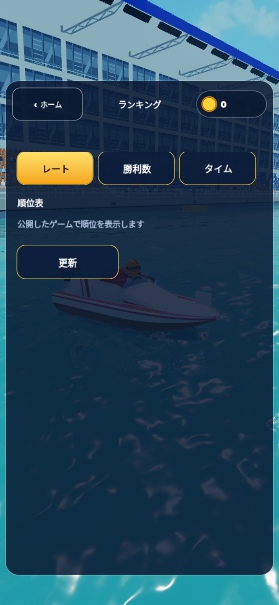 ‹ ホーム
ランキング
0
レート
勝利数
タイム
順位表
公開したゲームで順位を表示します
更新